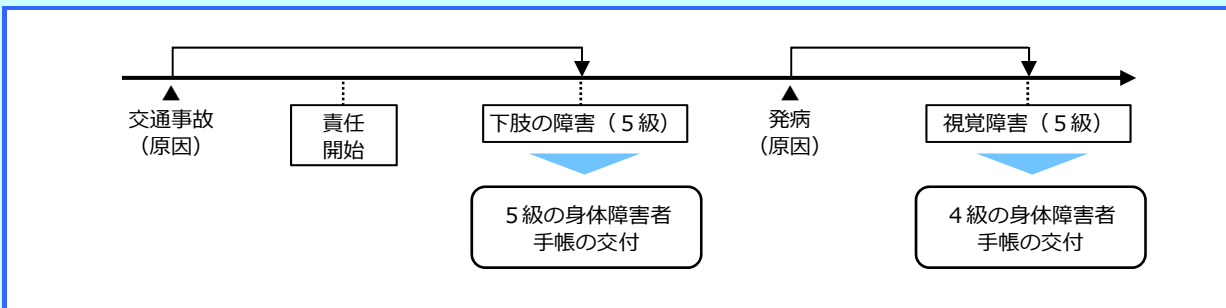 交通事故
（原因）
責任
開始
下肢の障害（５級）
発病
（原因）
視覚障害（５級）
５級の身体障害者
手帳の交付
４級の身体障害者
手帳の交付